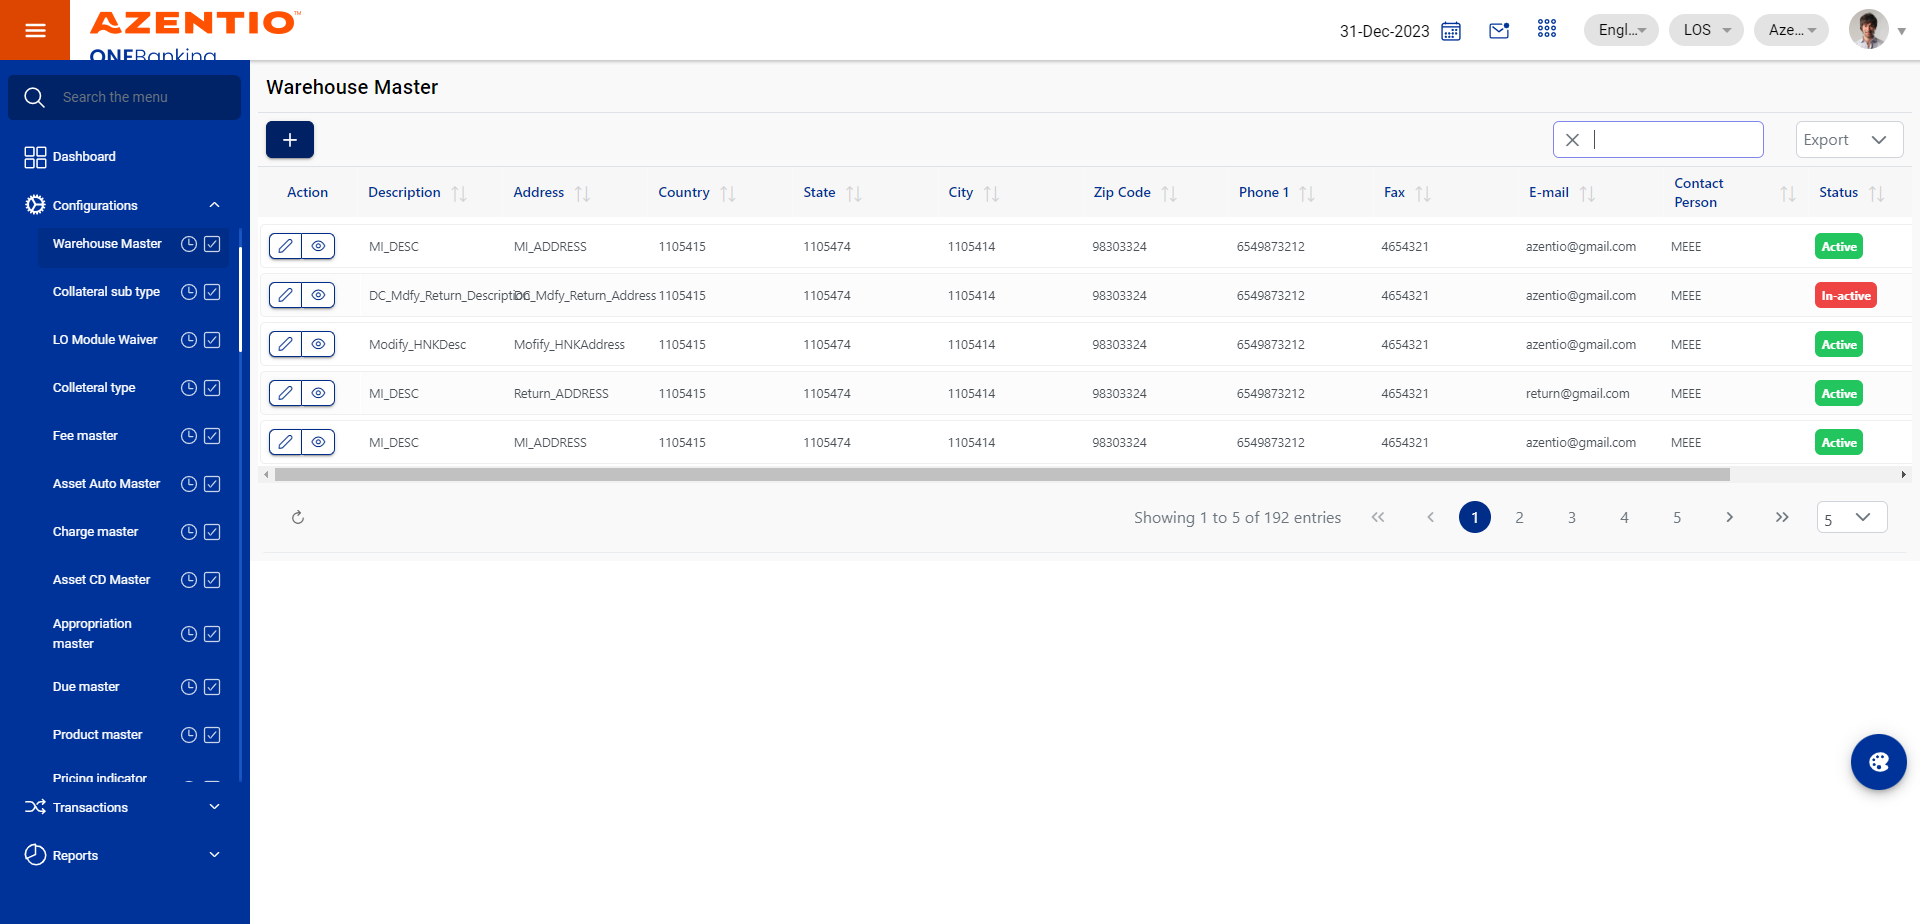 AZENTIO™
ONEBanking
31-Dec-2023
Engl...
LOS
Aze...
Search the menu
Dashboard
Configurations
Warehouse Master
Collateral sub type
LO Module Waiver
Colleteral type
Fee master
Asset Auto Master
Charge master
Asset CD Master
Appropriation
master
Due master
Product master
Pricing indicator
Transactions
Reports
Warehouse Master
+
Export
Action Description Address Country State City Zip Code Phone 1 Fax E-mail Contact Person Status
MI_DESC MI_ADDRESS 1105415 1105474 1105414 98303324 6549873212 4654321 azentio@gmail.com MEEE Active
DC_Mdfy_Return_Description DC_Mdfy_Return_Address 1105415 1105474 1105414 98303324 6549873212 4654321 azentio@gmail.com MEEE In-active
Modify_HNKDesc Mofify_HNKAddress 1105415 1105474 1105414 98303324 6549873212 4654321 azentio@gmail.com MEEE Active
MI_DESC Return_ADDRESS 1105415 1105474 1105414 98303324 6549873212 4654321 return@gmail.com MEEE Active
MI_DESC MI_ADDRESS 1105415 1105474 1105414 98303324 6549873212 4654321 azentio@gmail.com MEEE Active
Showing 1 to 5 of 192 entries 1 2 3 4 5 5